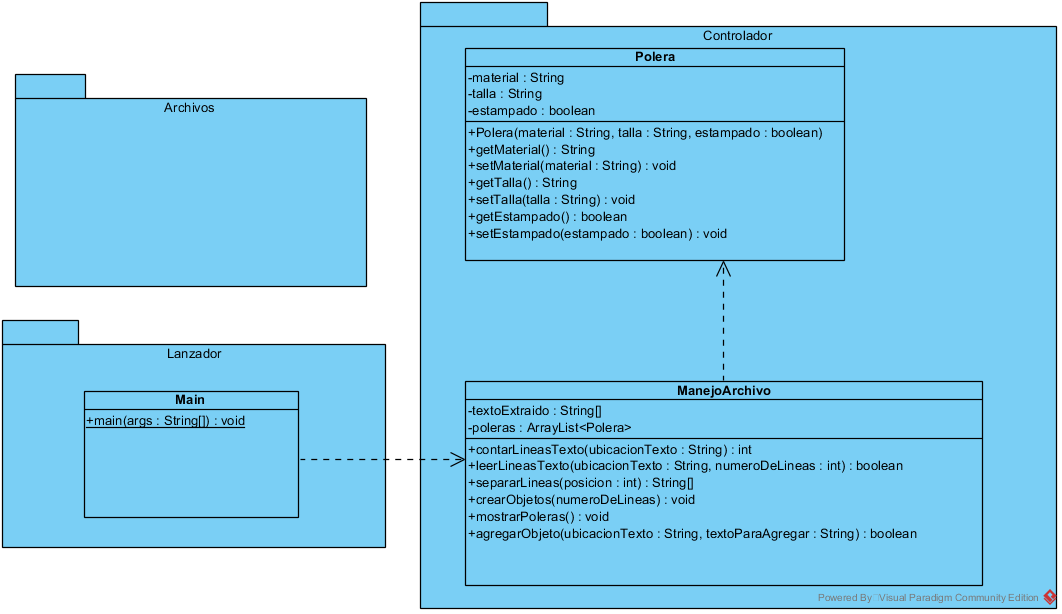 Archivos
Lanzador
Main
+main(args : String[]) : void
Controlador
Polera
-material : String
-talla : String
-estampado : boolean
+Polera(material : String, talla : String, estampado : boolean)
+getMaterial() : String
+setMaterial(material : String) : void
+getTalla() : String
+setTalla(talla : String) : void
+getEstampado() : boolean
+setEstampado(estampado : boolean) : void
ManejoArchivo
-textoExtraido : String[]
-poleras : ArrayList<Polera>
+contarLineasTexto(ubicacionTexto : String) : int
+leerLineasTexto(ubicacionTexto : String, numeroDeLineas : int) : boolean
+separarLineas(posicion : int) : String[]
+crearObjetos(numeroDeLineas) : void
+mostrarPoleras() : void
+agregarObjeto(ubicacionTexto : String, textoParaAgregar : String) : boolean
Powered By Visual Paradigm Community Edition